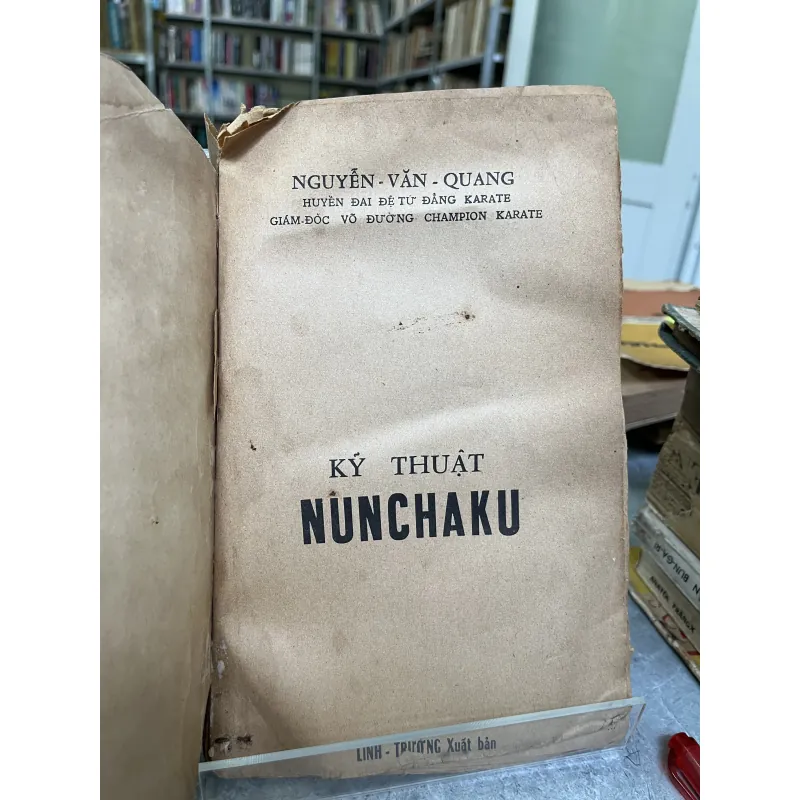 NGUYỄN - VĂN - QUANG
HUYỀN ĐAI ĐỆ TỨ ĐẲNG KARATE
GIÁM-ĐỐC VÕ ĐƯỜNG CHAMPION KARATE
KỸ THUẬT
NUNCHAKU
LINH - TRƯỜNG Xuất bản